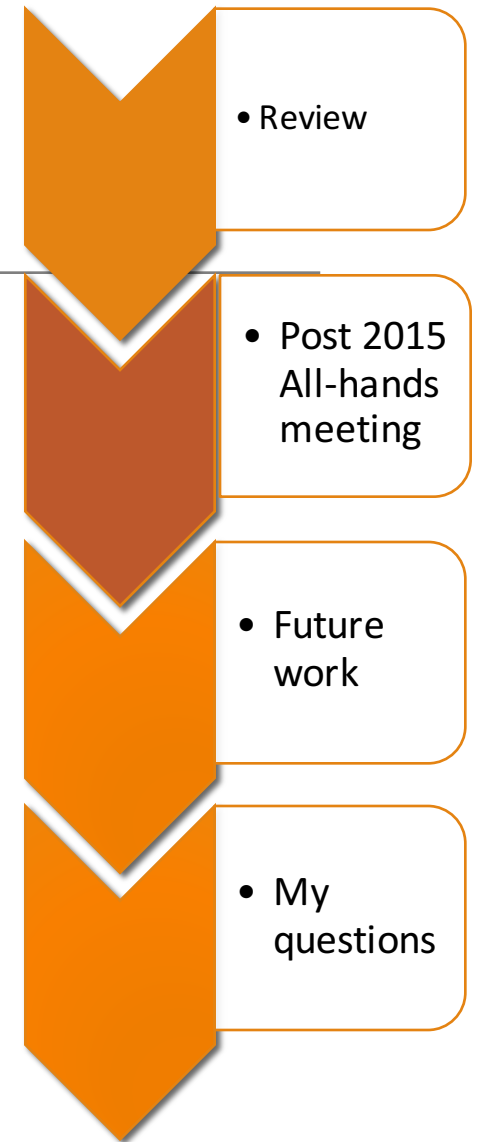 • Review
• Post 2015
All-hands
meeting
• Future
work
• My
questions